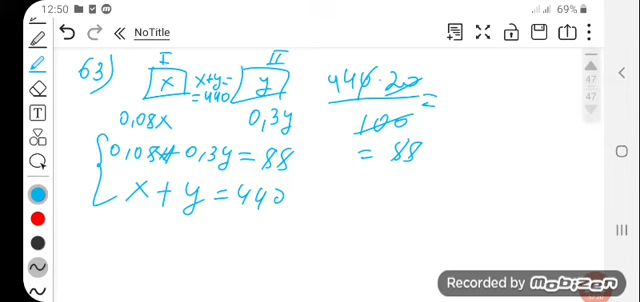 12:50 69%
NoTitle
63) I II
x x+y= y 440·20 =
=440 100
0,08x 0,3y = 88
0,08x+0,3y=88
x+y=440
47
47
Recorded by mobizen